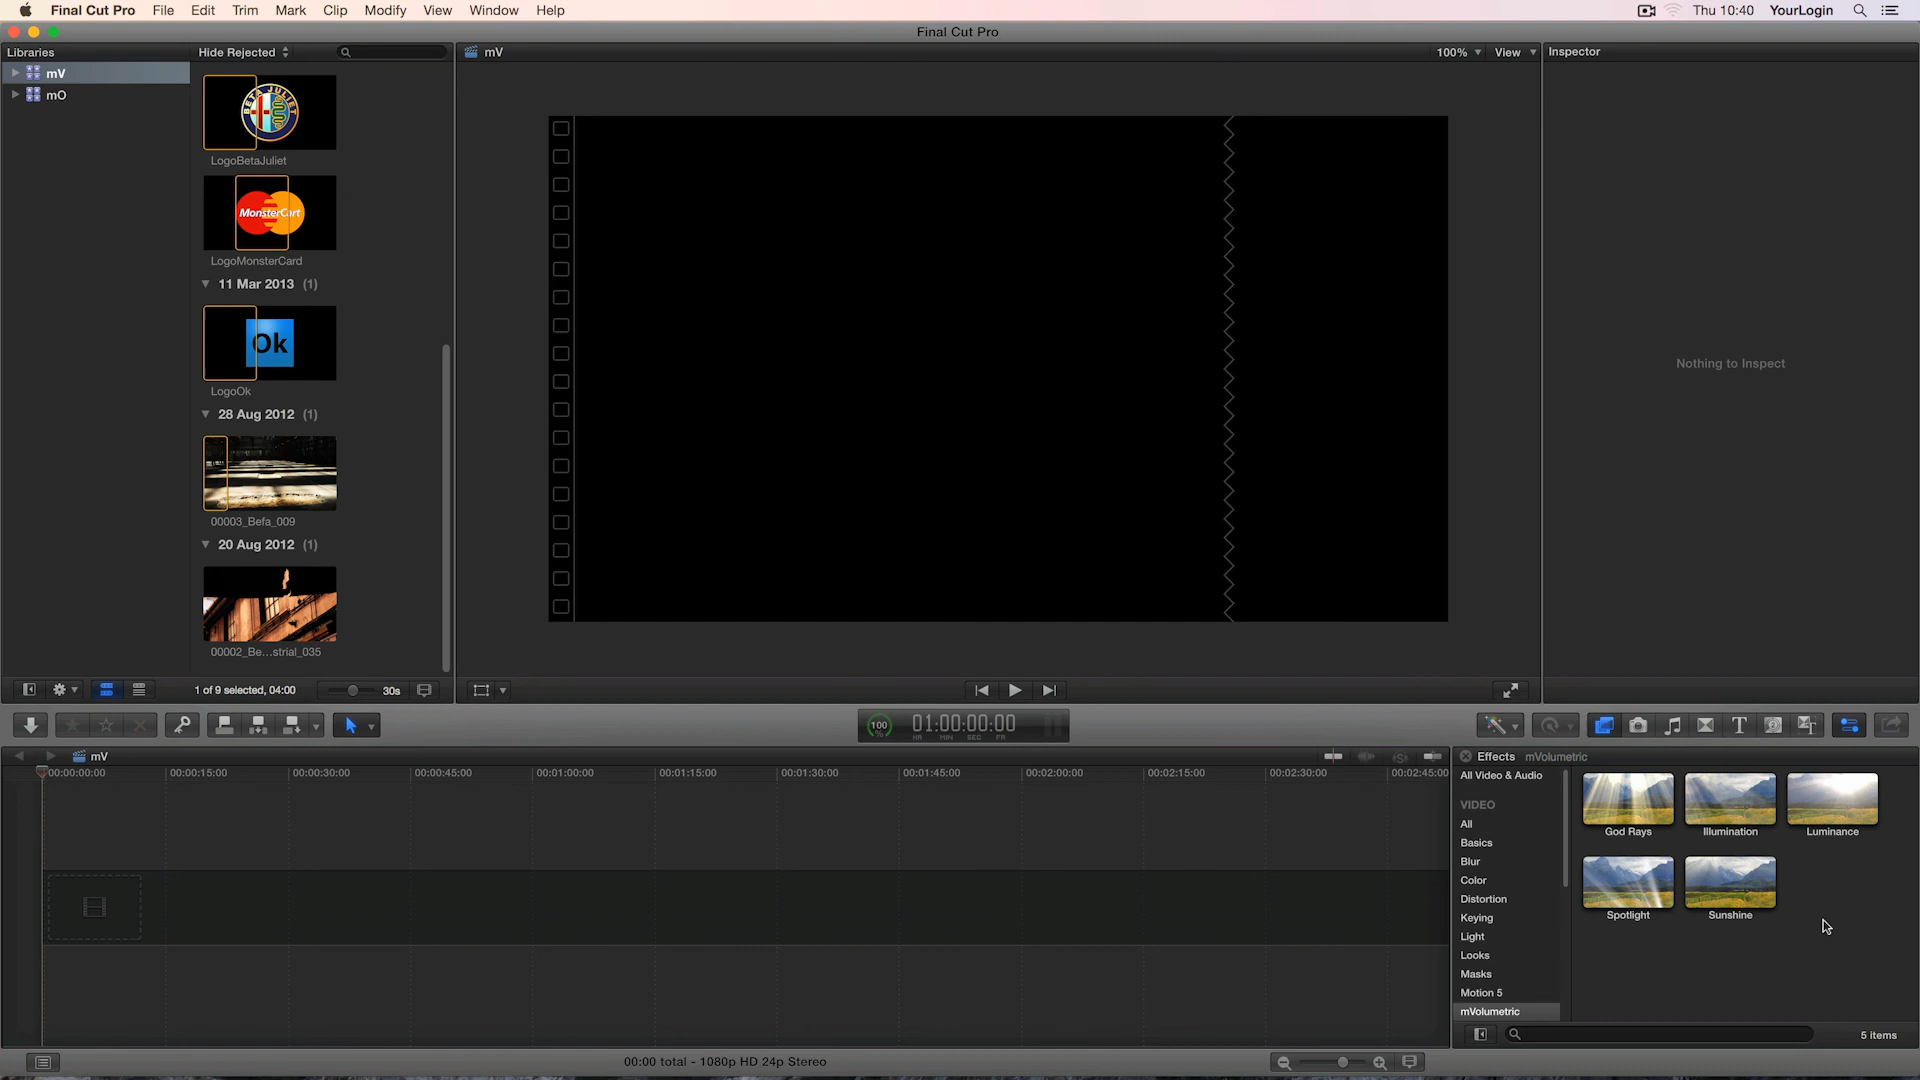 Final Cut Pro File Edit Trim Mark Clip Modify View Window Help Thu 10:40 YourLogin
Final Cut Pro
Libraries Hide Rejected mV 100% View Inspector
mV
mO
BETA JULIET
LogoBetaJuliet
MonsterCart
LogoMonsterCard
11 Mar 2013 (1)
Ok
LogoOk
28 Aug 2012 (1)
00003_Befa_009
20 Aug 2012 (1)
00002_Be...strial_035
Nothing to Inspect
1 of 9 selected, 04:00 30s
100 % 01:00:00:00
HR MIN SEC FR
mV
00:00:00:00 00:00:15:00 00:00:30:00 00:00:45:00 00:01:00:00 00:01:15:00 00:01:30:00 00:01:45:00 00:02:00:00 00:02:15:00 00:02:30:00 00:02:45:00
Effects mVolumetric
All Video & Audio
VIDEO
All
Basics
Blur
Color
Distortion
Keying
Light
Looks
Masks
Motion 5
mVolumetric
God Rays Illumination Luminance
Spotlight Sunshine
5 items
00:00 total - 1080p HD 24p Stereo